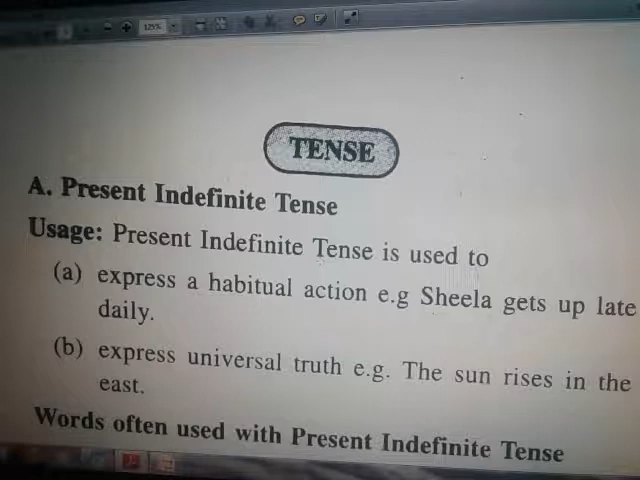 125%
TENSE
A. Present Indefinite Tense
Usage: Present Indefinite Tense is used to
(a) express a habitual action e.g Sheela gets up late
daily.
(b) express universal truth e.g. The sun rises in the
east.
Words often used with Present Indefinite Tense